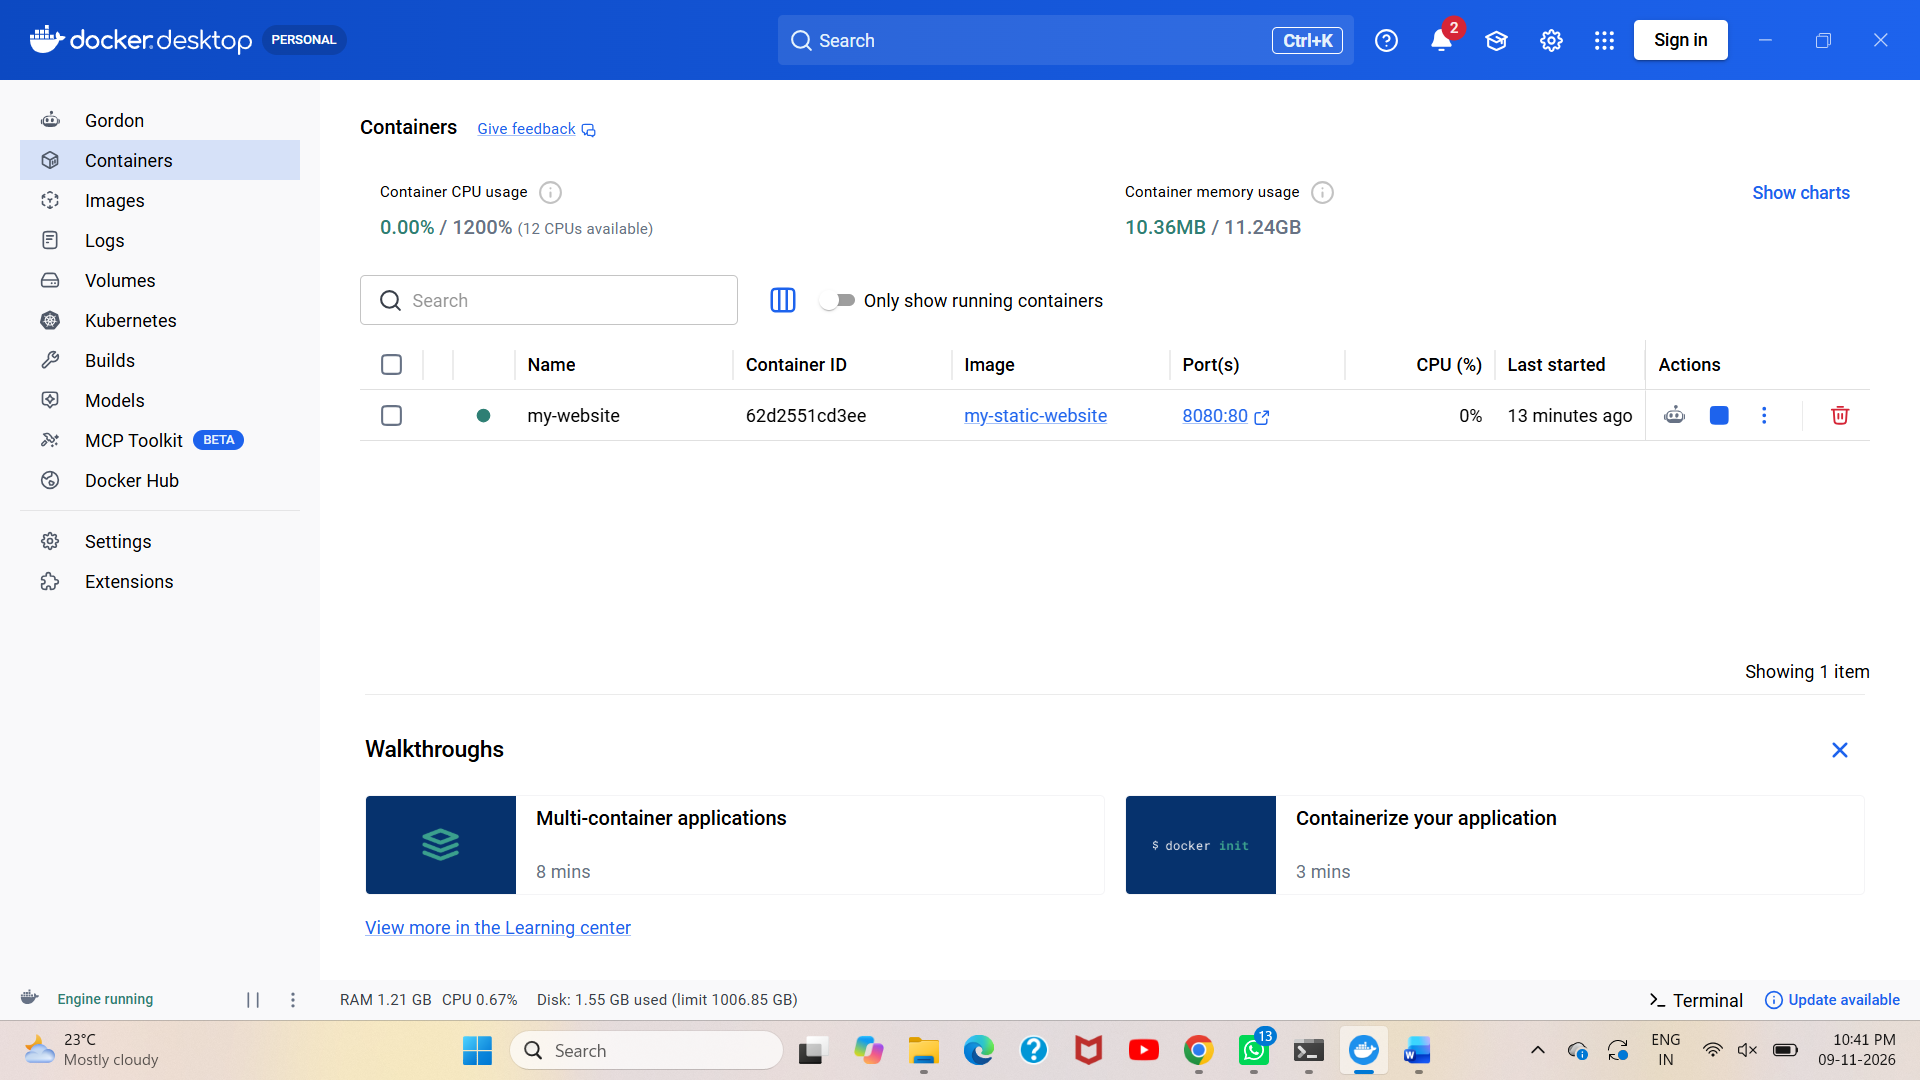 docker.desktop PERSONAL
Search Ctrl+K
2
Sign in
Gordon
Containers
Images
Logs
Volumes
Kubernetes
Builds
Models
MCP Toolkit BETA
Docker Hub
Settings
Extensions
Containers Give feedback
Container CPU usage
0.00% / 1200% (12 CPUs available)
Container memory usage
10.36MB / 11.24GB
Show charts
Search
Only show running containers
Name Container ID Image Port(s) CPU (%) Last started Actions
my-website 62d2551cd3ee my-static-website 8080:80 0% 13 minutes ago
Showing 1 item
Walkthroughs
Multi-container applications
8 mins
$ docker init
Containerize your application
3 mins
View more in the Learning center
Engine running
RAM 1.21 GB CPU 0.67% Disk: 1.55 GB used (limit 1006.85 GB)
Terminal
Update available
23°C
Mostly cloudy
Search
13
ENG
IN
10:41 PM
09-11-2026